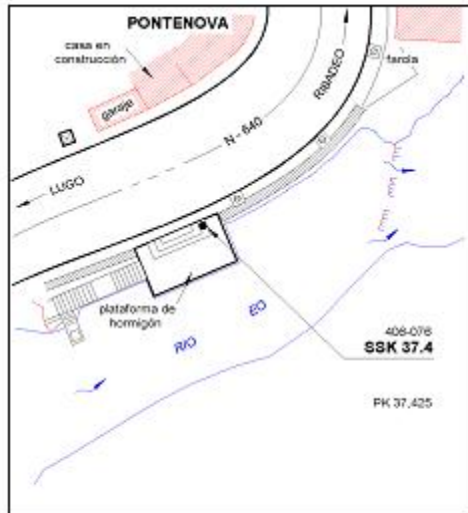 PONTENOVA
casa en
construcción
garaje
farola
RIBADEO
N-640
LUGO
plataforma de
hormigón
RIO EO
408-076
SSK 37.4
PK 37,425